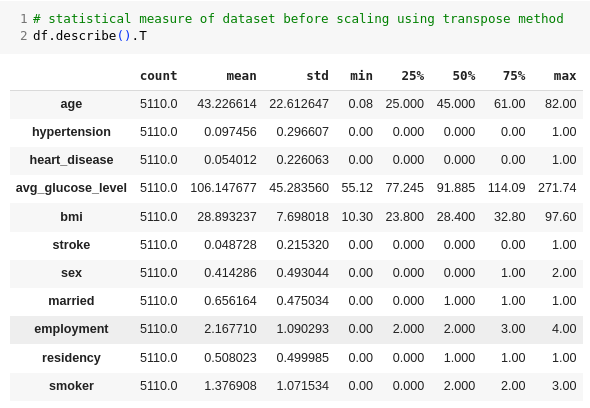 1 # statistical measure of dataset before scaling using transpose method
2 df.describe().T
count mean std min 25% 50% 75% max
age 5110.0 43.226614 22.612647 0.08 25.000 45.000 61.00 82.00
hypertension 5110.0 0.097456 0.296607 0.00 0.000 0.000 0.00 1.00
heart_disease 5110.0 0.054012 0.226063 0.00 0.000 0.000 0.00 1.00
avg_glucose_level 5110.0 106.147677 45.283560 55.12 77.245 91.885 114.09 271.74
bmi 5110.0 28.893237 7.698018 10.30 23.800 28.400 32.80 97.60
stroke 5110.0 0.048728 0.215320 0.00 0.000 0.000 0.00 1.00
sex 5110.0 0.414286 0.493044 0.00 0.000 0.000 1.00 2.00
married 5110.0 0.656164 0.475034 0.00 0.000 1.000 1.00 1.00
employment 5110.0 2.167710 1.090293 0.00 2.000 2.000 3.00 4.00
residency 5110.0 0.508023 0.499985 0.00 0.000 1.000 1.00 1.00
smoker 5110.0 1.376908 1.071534 0.00 0.000 2.000 2.00 3.00